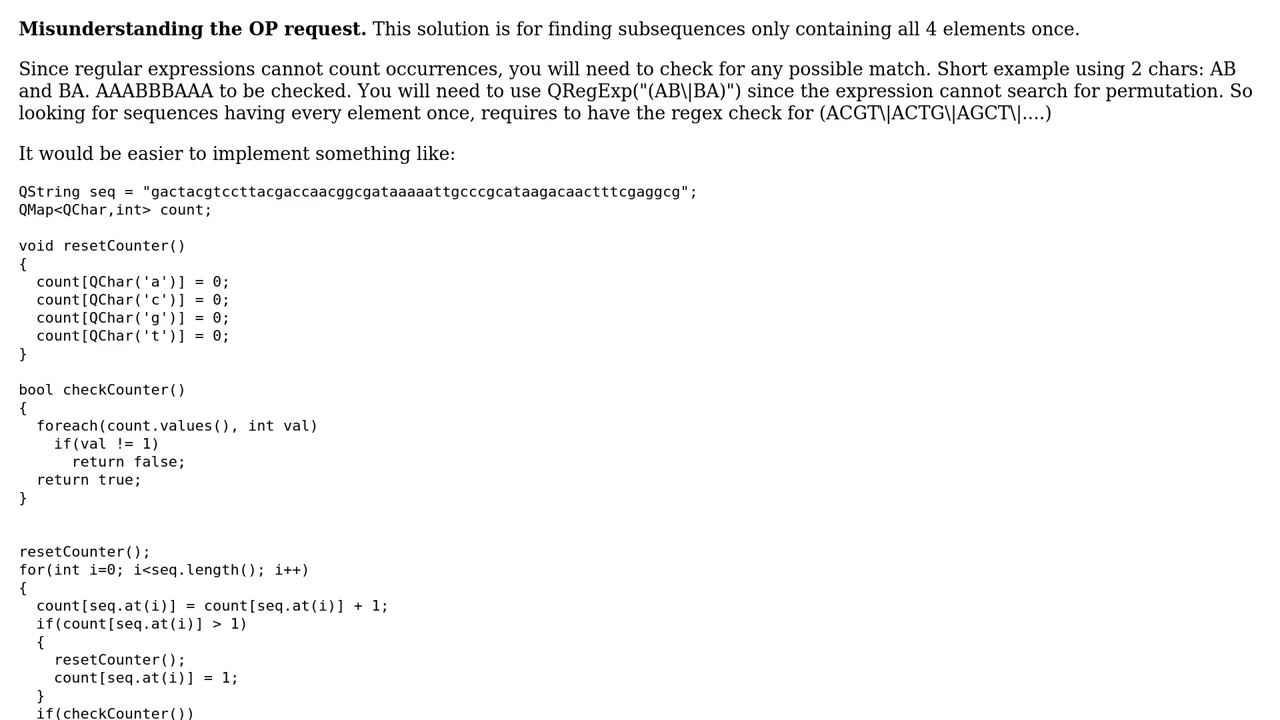 Misunderstanding the OP request. This solution is for finding subsequences only containing all 4 elements once.
Since regular expressions cannot count occurrences, you will need to check for any possible match. Short example using 2 chars: AB
and BA. AAABBBAAA to be checked. You will need to use QRegExp("(AB\|BA)") since the expression cannot search for permutation. So
looking for sequences having every element once, requires to have the regex check for (ACGT\|ACTG\|AGCT\|....)
It would be easier to implement something like:
QString seq = "gactacgtccttacgaccaacggcgataaaaattgcccgcataagacaactttcgaggcg";
QMap<QChar,int> count;
void resetCounter()
{
  count[QChar('a')] = 0;
  count[QChar('c')] = 0;
  count[QChar('g')] = 0;
  count[QChar('t')] = 0;
}
bool checkCounter()
{
  foreach(count.values(), int val)
    if(val != 1)
      return false;
  return true;
}
resetCounter();
for(int i=0; i<seq.length(); i++)
{
  count[seq.at(i)] = count[seq.at(i)] + 1;
  if(count[seq.at(i)] > 1)
  {
    resetCounter();
    count[seq.at(i)] = 1;
  }
  if(checkCounter())